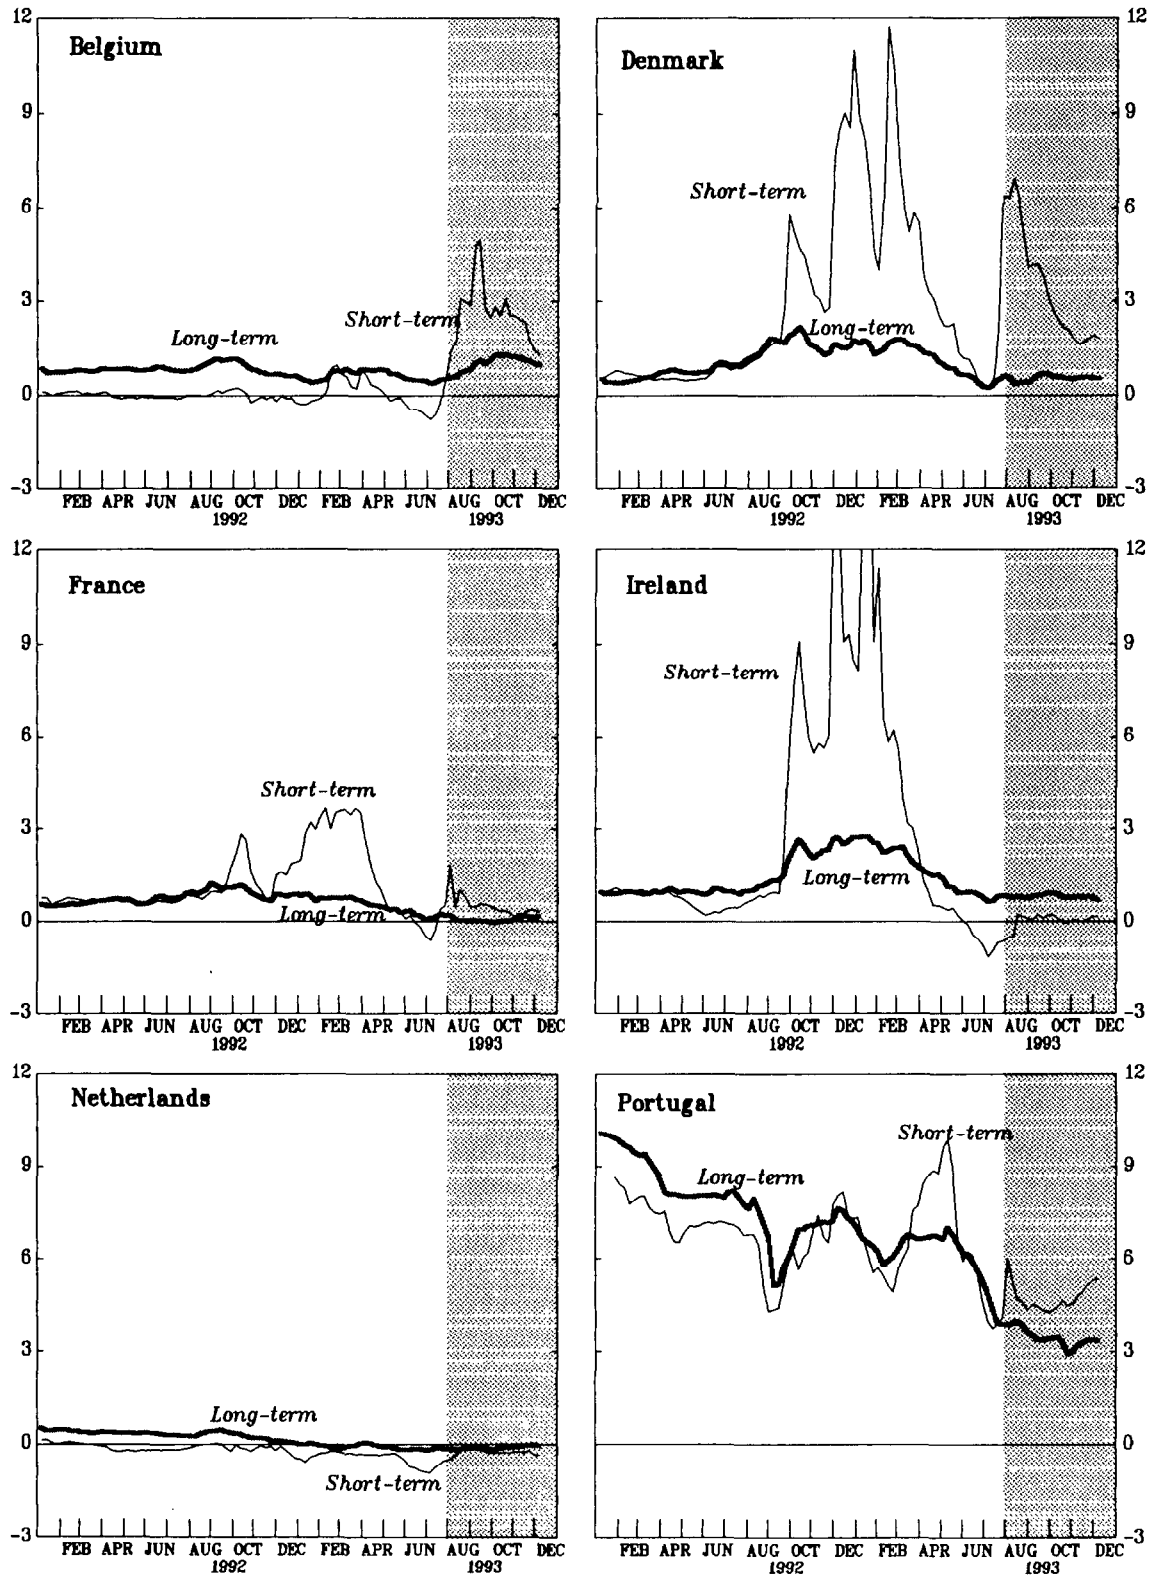 12 Belgium
9
6
3
0
-3
Long-term
Short-term
FEB APR JUN AUG OCT DEC FEB APR JUN AUG OCT DEC
1992 1993
Denmark 12
9
6
3
0
-3
Short-term
Long-term
FEB APR JUN AUG OCT DEC FEB APR JUN AUG OCT DEC
1992 1993
12 France
9
6
3
0
-3
Short-term
Long-term
FEB APR JUN AUG OCT DEC FEB APR JUN AUG OCT DEC
1992 1993
Ireland 12
9
6
3
0
-3
Short-term
Long-term
FEB APR JUN AUG OCT DEC FEB APR JUN AUG OCT DEC
1992 1993
12 Netherlands
9
6
3
0
-3
Long-term
Short-term
FEB APR JUN AUG OCT DEC FEB APR JUN AUG OCT DEC
1992 1993
Portugal 12
9
6
3
0
-3
Short-term
Long-term
FEB APR JUN AUG OCT DEC FEB APR JUN AUG OCT DEC
1992 1993